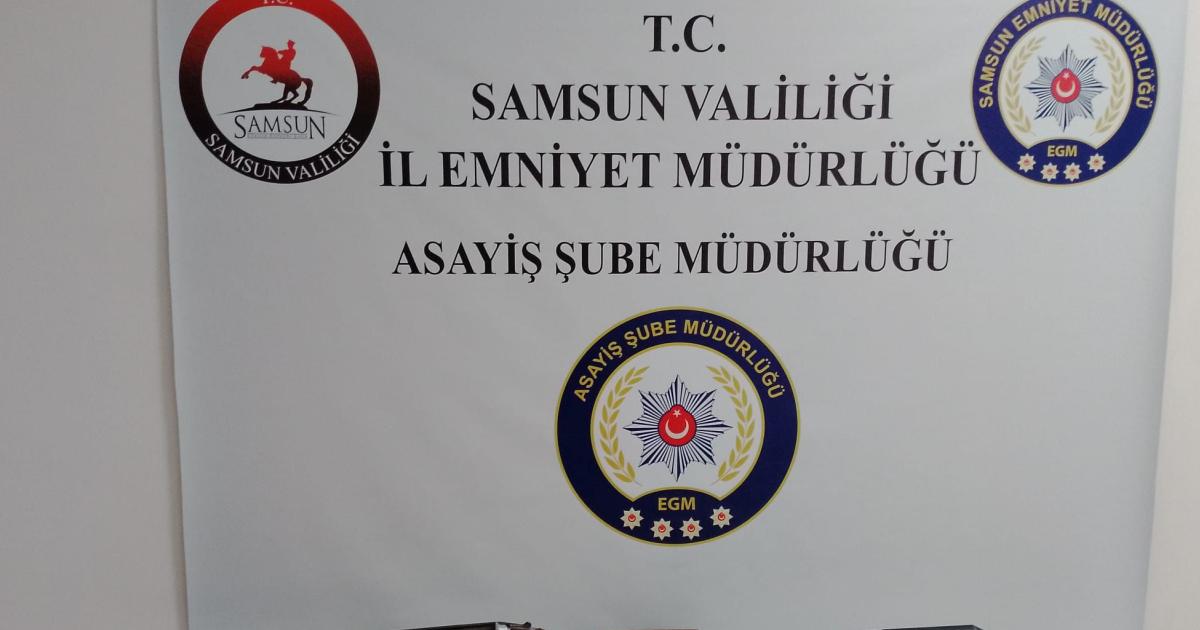 T.C.
SAMSUN
SAMSUN VALİLİĞİ
T.C.
SAMSUN VALİLİĞİ
İL EMNİYET MÜDÜRLÜĞÜ
ASAYİŞ ŞUBE MÜDÜRLÜĞÜ
SAMSUN EMNİYET MÜDÜRLÜĞÜ
EGM
ASAYİŞ ŞUBE MÜDÜRLÜĞÜ
EGM